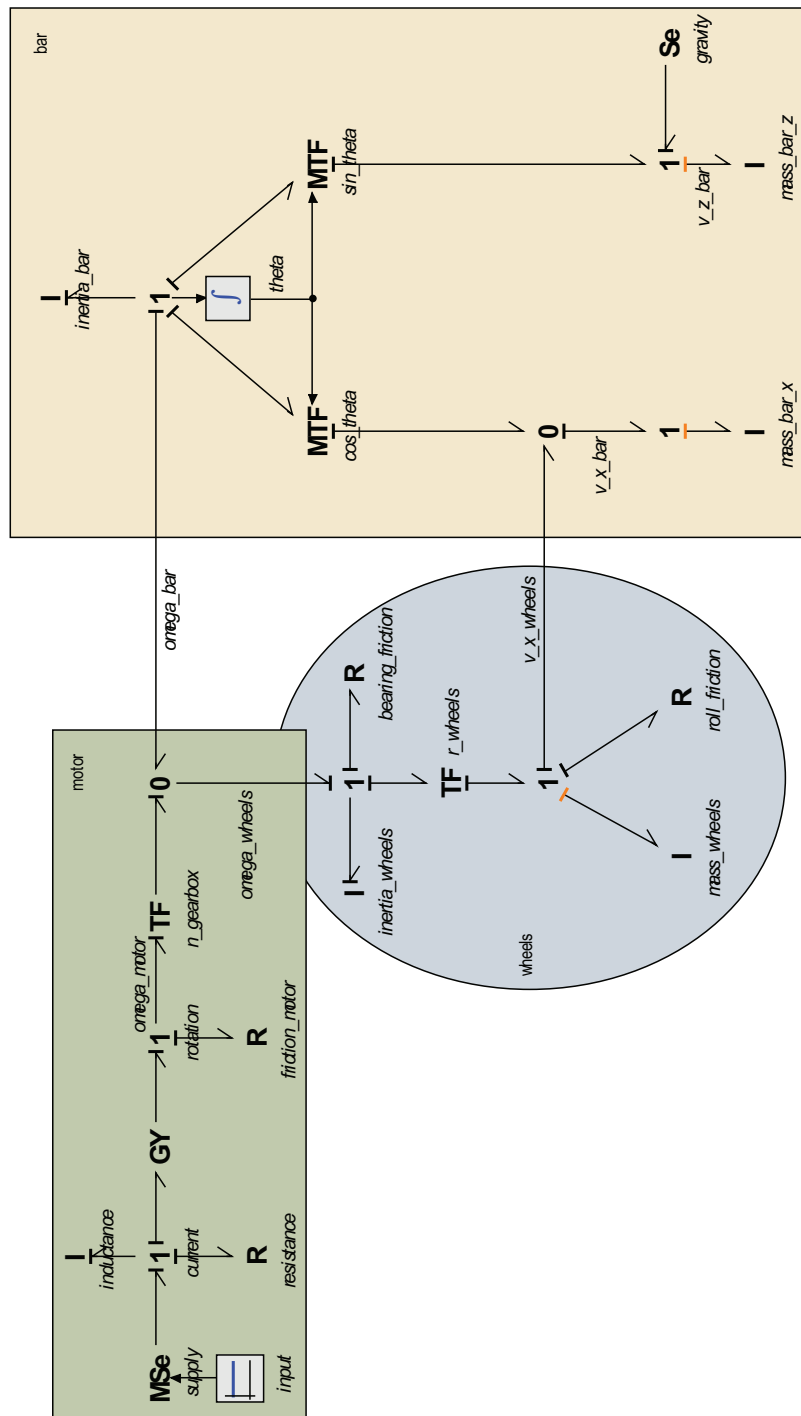 motor
I
inductance
MSe
supply
input
1
current
R
resistance
GY
1
rotation
R
friction_motor
omega_motor
TF
n_gearbox
0
omega_wheels
omega_bar
wheels
I
inertia_wheels
1
R
bearing_friction
TF
r_wheels
1
I
mass_wheels
R
roll_friction
v_x_wheels
bar
I
inertia_bar
1
∫
theta
MTF
cos_theta
MTF
sin_theta
0
v_x_bar
1
I
mass_bar_x
Se
gravity
1
v_z_bar
I
mass_bar_z